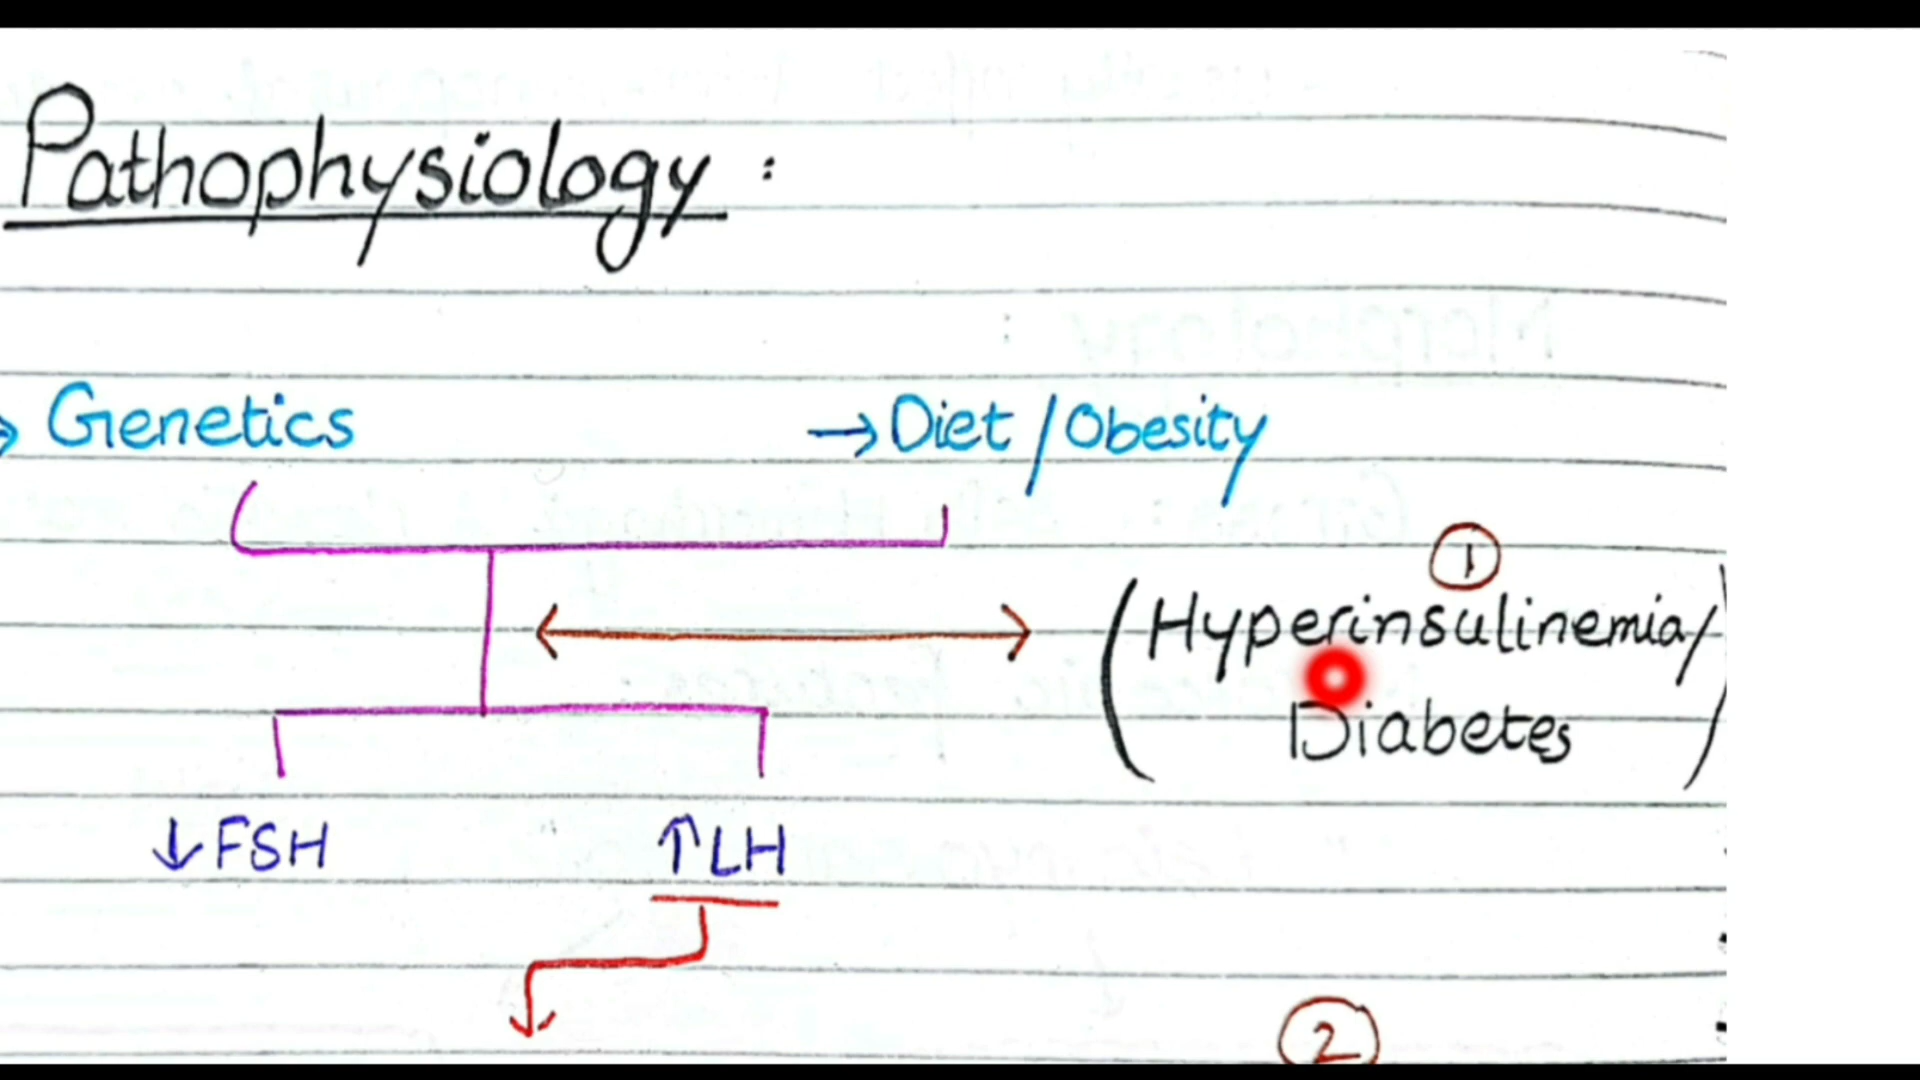 Pathophysiology :
→ Genetics → Diet / Obesity
①
( Hyperinsulinemia /
Diabetes )
↓ FSH ↑ LH
②